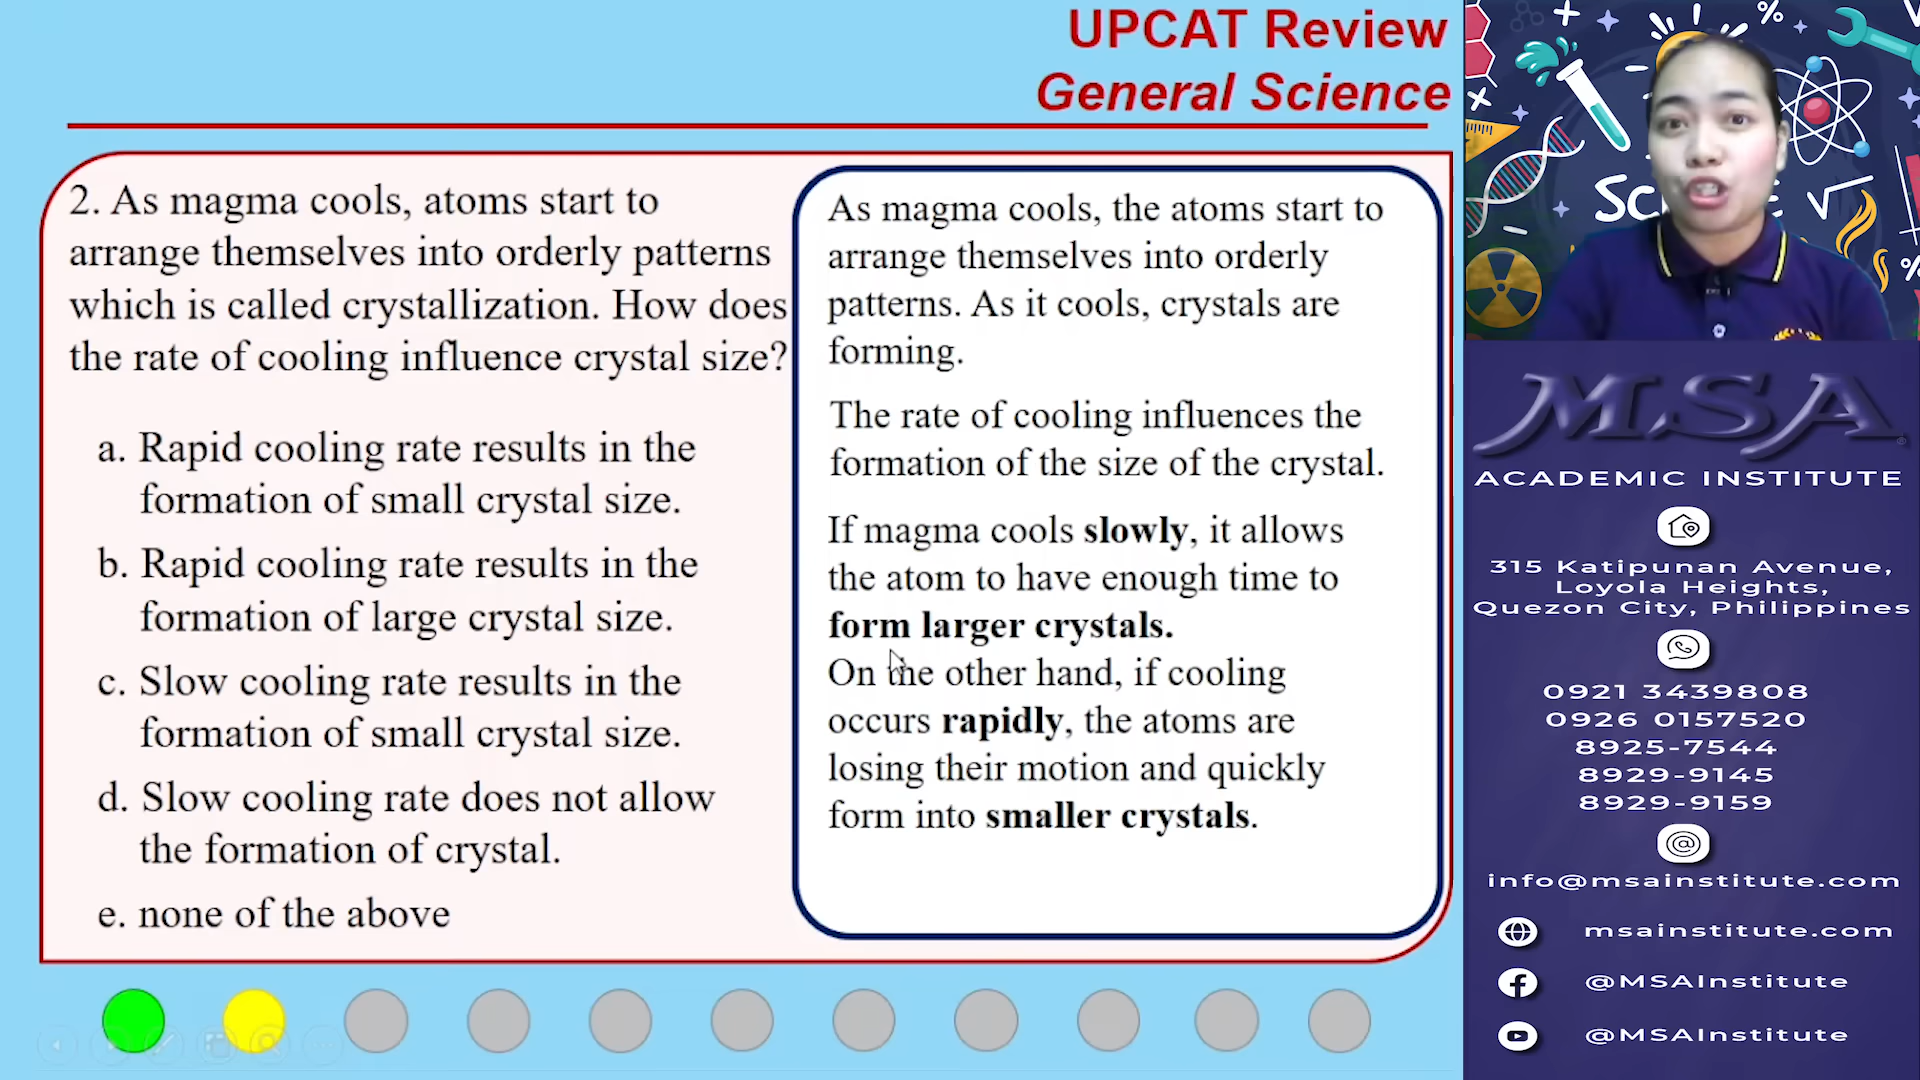 UPCAT Review
General Science
2. As magma cools, atoms start to
arrange themselves into orderly patterns
which is called crystallization. How does
the rate of cooling influence crystal size?
a. Rapid cooling rate results in the
formation of small crystal size.
b. Rapid cooling rate results in the
formation of large crystal size.
c. Slow cooling rate results in the
formation of small crystal size.
d. Slow cooling rate does not allow
the formation of crystal.
e. none of the above
As magma cools, the atoms start to
arrange themselves into orderly
patterns. As it cools, crystals are
forming.
The rate of cooling influences the
formation of the size of the crystal.
If magma cools slowly, it allows
the atom to have enough time to
form larger crystals.
On the other hand, if cooling
occurs rapidly, the atoms are
losing their motion and quickly
form into smaller crystals.
MSA
ACADEMIC INSTITUTE
315 Katipunan Avenue,
Loyola Heights,
Quezon City, Philippines
0921 3439808
0926 0157520
8925-7544
8929-9145
8929-9159
info@msainstitute.com
msainstitute.com
@MSAInstitute
@MSAInstitute